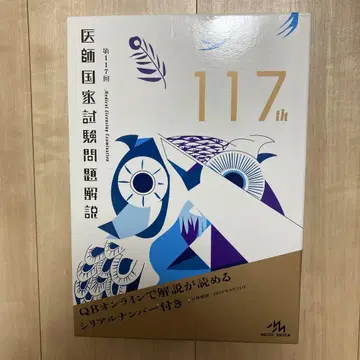 第117回
医師国家試験問題解説
Medical Licensing Examination
117th
QBオンラインで解説が読める
シリアルナンバー付き
MEDIC MEDIA